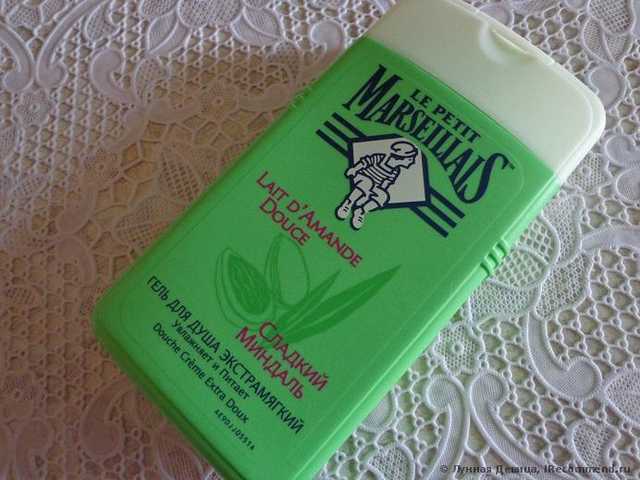 LE PETIT
MARSEILLAIS™
LAIT D'AMANDE
DOUCE
СЛАДКИЙ
МИНДАЛЬ
ГЕЛЬ ДЛЯ ДУША ЭКСТРАМЯГКИЙ
Увлажняет и Питает
Douche Crème Extra Doux
© Лунная Девица, IRecommend.ru